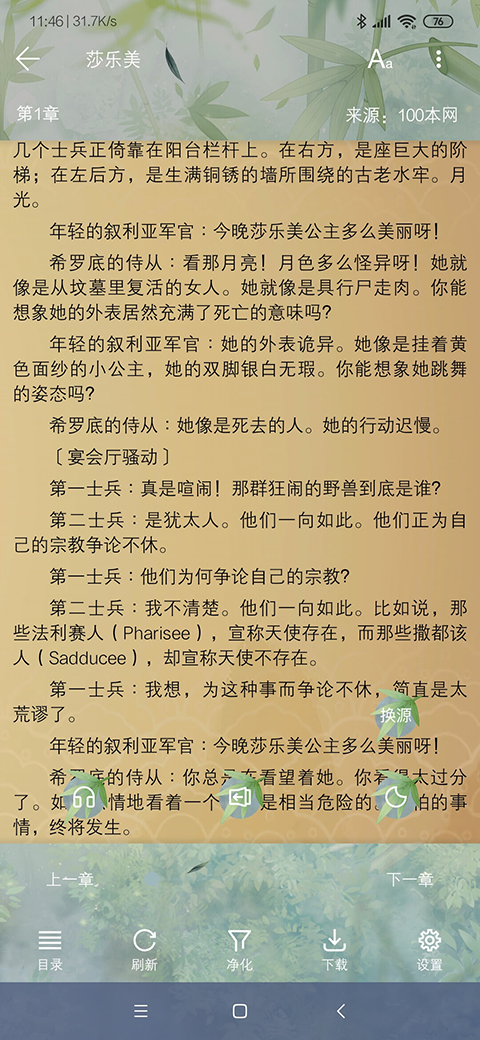 11:46 | 31.7K/s
76
莎乐美
Aa
第1章
来源：100本网
几个士兵正倚靠在阳台栏杆上。在右方，是座巨大的阶
梯；在左后方，是生满铜锈的墙所围绕的古老水牢。月
光。
年轻的叙利亚军官：今晚莎乐美公主多么美丽呀！
希罗底的侍从：看那月亮！月色多么怪异呀！她就
像是从坟墓里复活的女人。她就像是具行尸走肉。你能
想象她的外表居然充满了死亡的意味吗?
年轻的叙利亚军官：她的外表诡异。她像是挂着黄
色面纱的小公主，她的双脚银白无瑕。你能想象她跳舞
的姿态吗?
希罗底的侍从：她像是死去的人。她的行动迟慢。
〔宴会厅骚动〕
第一士兵：真是喧闹！那群狂闹的野兽到底是谁?
第二士兵：是犹太人。他们一向如此。他们正为自
己的宗教争论不休。
第一士兵：他们为何争论自己的宗教?
第二士兵：我不清楚。他们一向如此。比如说，那
些法利赛人（Pharisee），宣称天使存在，而那些撒都该
人（Sadducee），却宣称天使不存在。
第一士兵：我想，为这种事而争论不休，简直是太
荒谬了。
换源
年轻的叙利亚军官：今晚莎乐美公主多么美丽呀！
希罗底的侍从：你总是在看望着她。你看得太过分
了。如 情地看着一个 是相当危险的。 怕的事
情，终将发生。
上一章
下一章
目录
刷新
净化
下载
设置